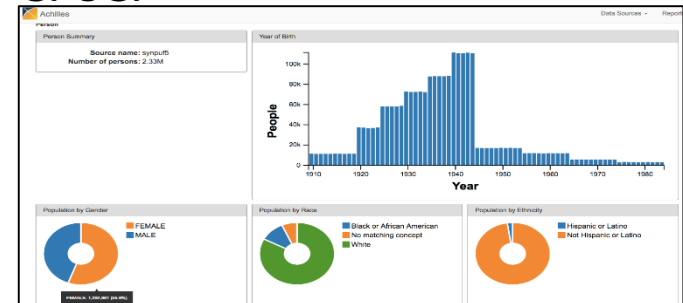 Achilles
Data Sources
Report
Person
Person Summary
Source name: synpuf5
Number of persons: 2.33M
Year of Birth
100k
80k
60k
40k
20k
0
People
1910 1920 1930 1940 1950 1960 1970 1980
Year
Population by Gender
FEMALE
MALE
Population by Race
Black or African American
No matching concept
White
Population by Ethnicity
Hispanic or Latino
Not Hispanic or Latino